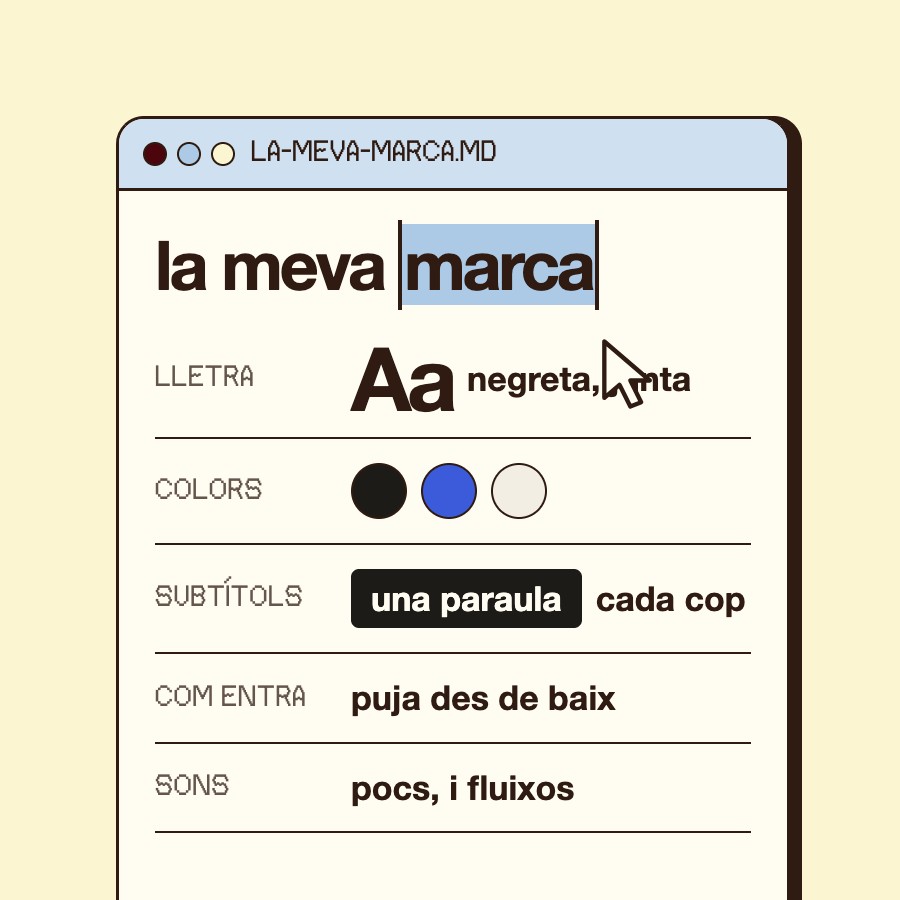 LA-MEVA-MARCA.MD
la meva marca
LLETRA Aa negreta,
COLORS
SUBTÍTOLS una paraula cada cop
COM ENTRA puja des de baix
SONS pocs, i fluixos